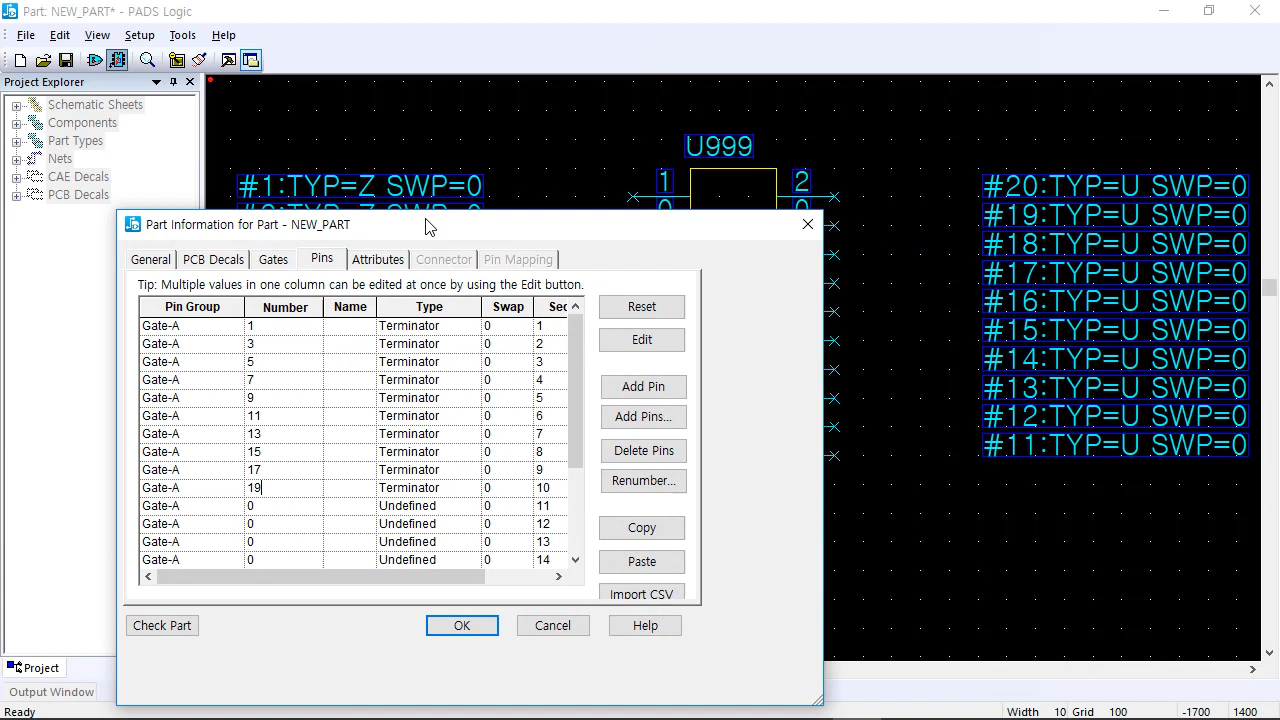 Part: NEW_PART* - PADS Logic
File Edit View Setup Tools Help
Project Explorer
Schematic Sheets
Components
Part Types
Nets
CAE Decals
PCB Decals
U999
1 2
#1:TYP=Z SWP=0
#20:TYP=U SWP=0
#19:TYP=U SWP=0
#18:TYP=U SWP=0
#17:TYP=U SWP=0
#16:TYP=U SWP=0
#15:TYP=U SWP=0
#14:TYP=U SWP=0
#13:TYP=U SWP=0
#12:TYP=U SWP=0
#11:TYP=U SWP=0
Part Information for Part - NEW_PART
General PCB Decals Gates Pins Attributes Connector Pin Mapping
Tip: Multiple values in one column can be edited at once by using the Edit button.
Pin Group Number Name Type Swap Sec
Gate-A 1 Terminator 0 1
Gate-A 3 Terminator 0 2
Gate-A 5 Terminator 0 3
Gate-A 7 Terminator 0 4
Gate-A 9 Terminator 0 5
Gate-A 11 Terminator 0 6
Gate-A 13 Terminator 0 7
Gate-A 15 Terminator 0 8
Gate-A 17 Terminator 0 9
Gate-A 19 Terminator 0 10
Gate-A 0 Undefined 0 11
Gate-A 0 Undefined 0 12
Gate-A 0 Undefined 0 13
Gate-A 0 Undefined 0 14
Reset
Edit
Add Pin
Add Pins...
Delete Pins
Renumber...
Copy
Paste
Import CSV
Check Part OK Cancel Help
Project
Output Window
Ready Width 10 Grid 100 -1700 1400